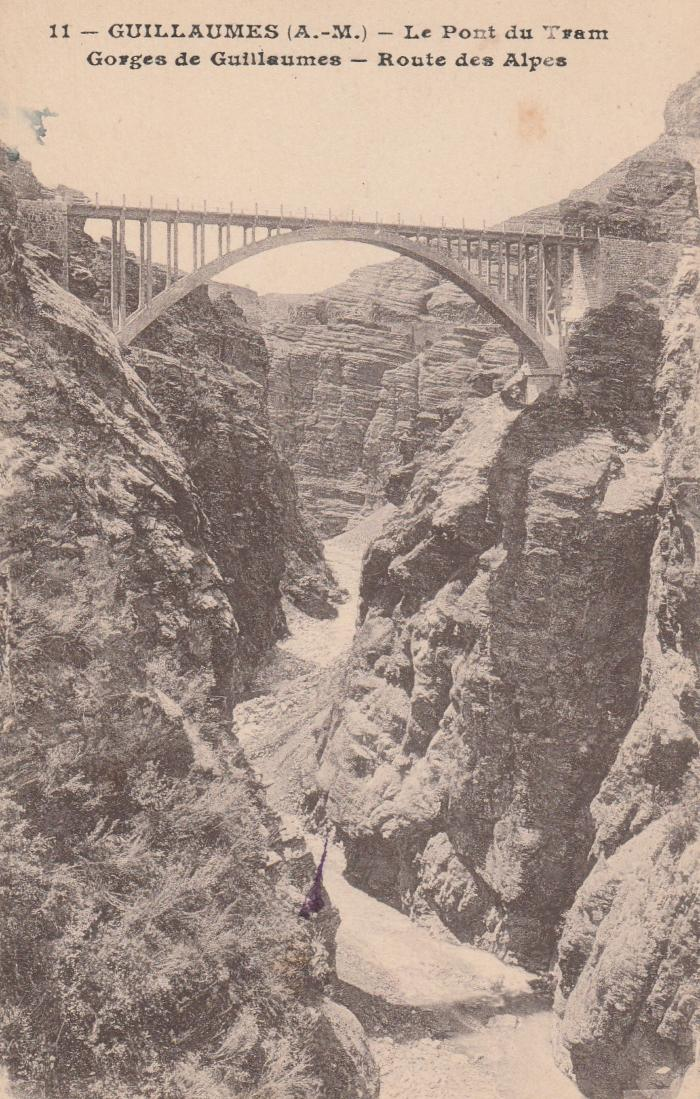 11 — GUILLAUMES (A.-M.) — Le Pont du Tram
Gorges de Guillaumes — Route des Alpes